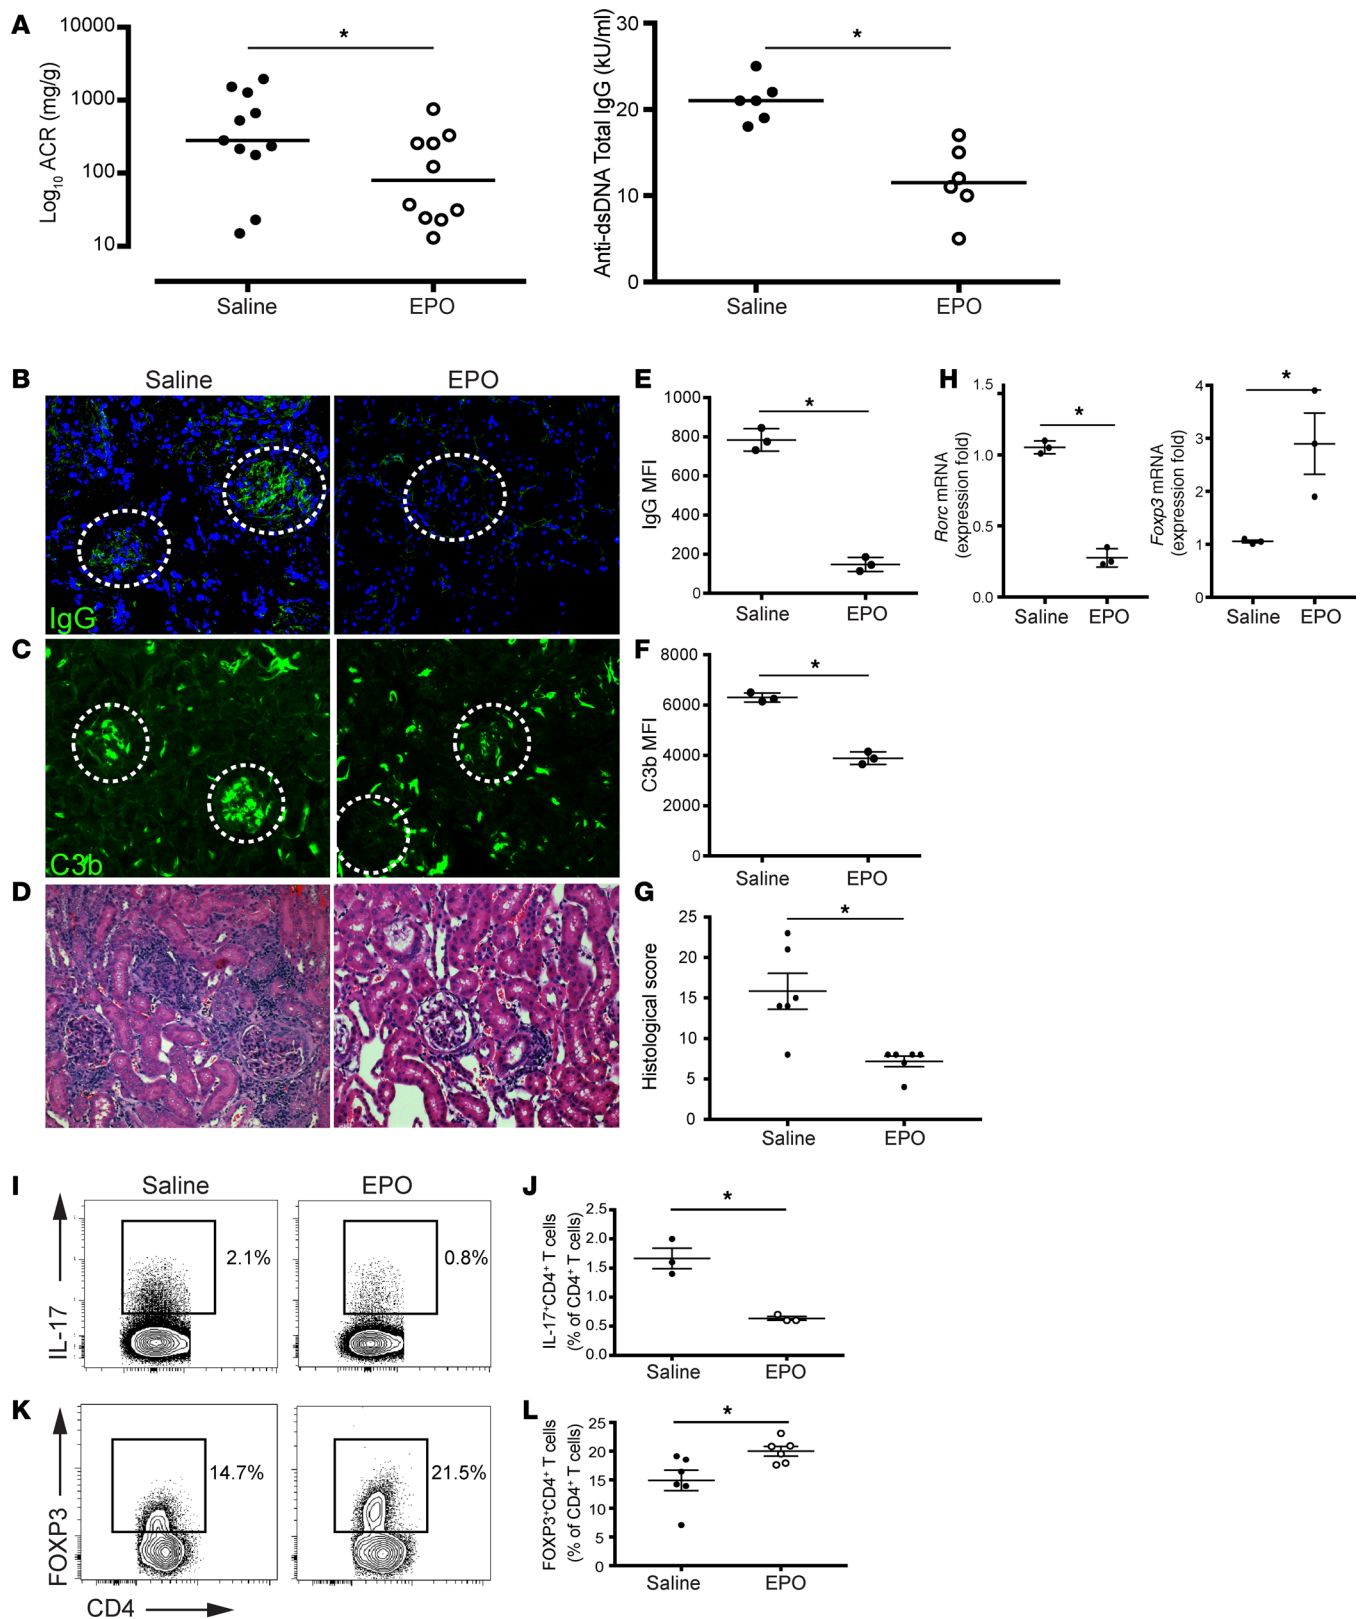 A
Log10 ACR (mg/g)
10000
1000
100
10
*
Saline
EPO
Anti-dsDNA Total IgG (kU/ml)
30
20
10
0
*
Saline
EPO
B
Saline
EPO
IgG
C
C3b
D
E
IgG MFI
1000
800
600
400
200
0
*
Saline
EPO
F
C3b MFI
8000
6000
4000
2000
0
*
Saline
EPO
G
Histological score
25
20
15
10
5
0
*
Saline
EPO
H
Rorc mRNA
(expression fold)
1.5
1.0
0.5
0.0
*
Saline
EPO
Foxp3 mRNA
(expression fold)
4
3
2
1
0
*
Saline
EPO
I
Saline
EPO
IL-17
2.1%
0.8%
J
IL-17+CD4+ T cells
(% of CD4+ T cells)
2.5
2.0
1.5
1.0
0.5
0.0
*
Saline
EPO
K
FOXP3
14.7%
21.5%
CD4
L
FOXP3+CD4+ T cells
(% of CD4+ T cells)
25
20
15
10
5
0
*
Saline
EPO